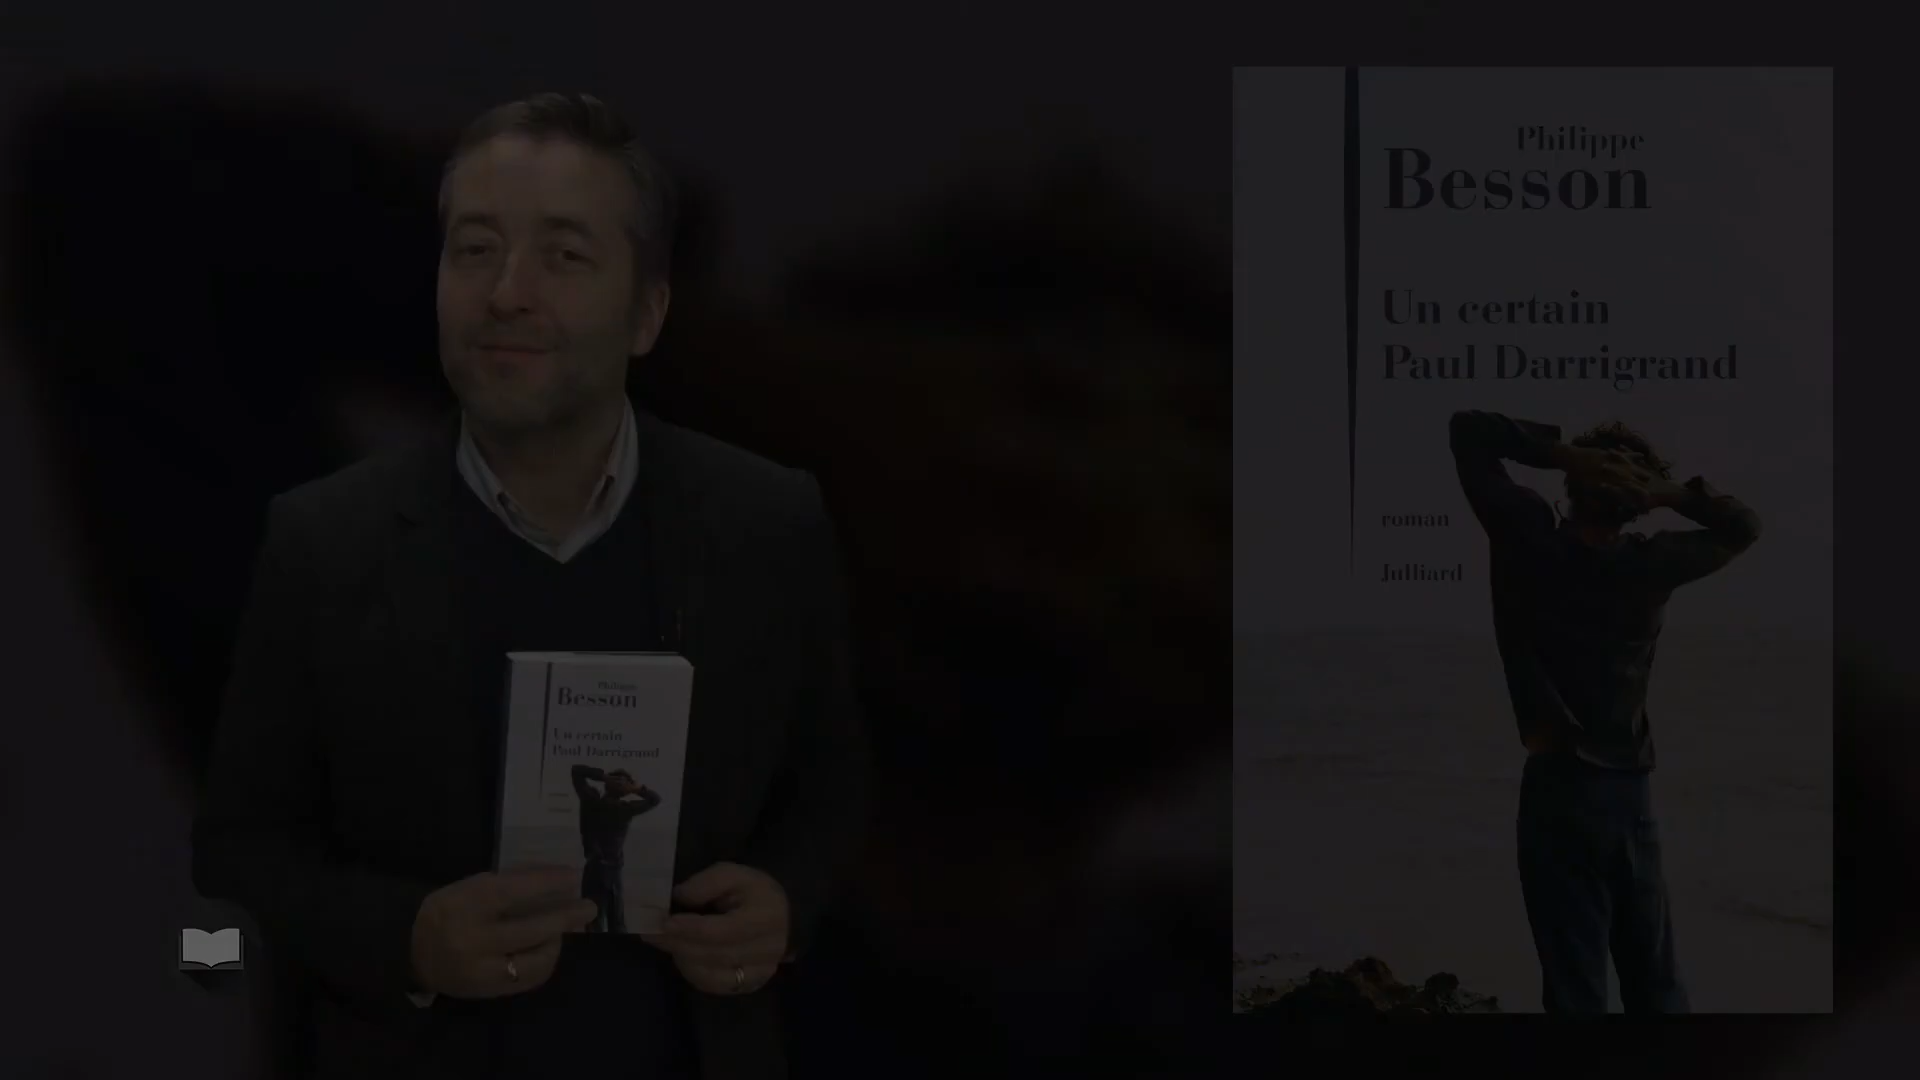 Philippe
Besson
Un certain
Paul Darrigrand
roman
Julliard
Philippe
Besson
Un certain
Paul Darrigrand